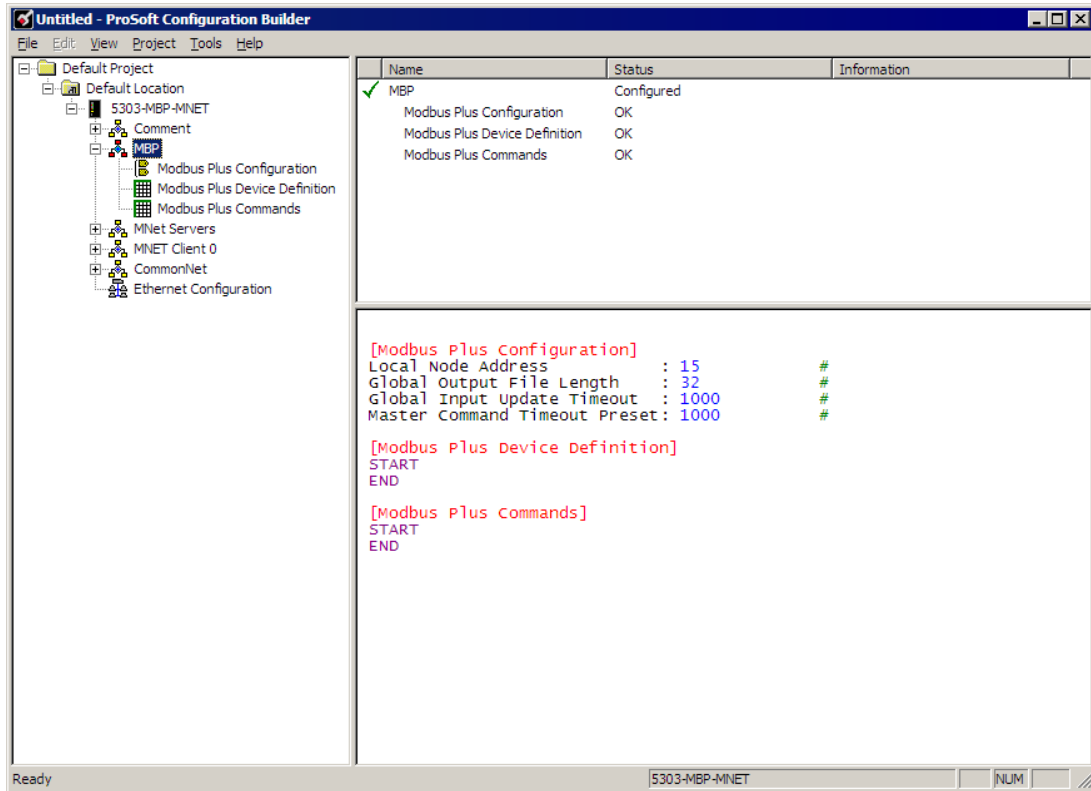 Untitled - ProSoft Configuration Builder
File Edit View Project Tools Help
Default Project
Default Location
5303-MBP-MNET
Comment
MBP
Modbus Plus Configuration
Modbus Plus Device Definition
Modbus Plus Commands
MNet Servers
MNET Client 0
CommonNet
Ethernet Configuration
Name Status Information
MBP Configured
Modbus Plus Configuration OK
Modbus Plus Device Definition OK
Modbus Plus Commands OK
[Modbus Plus Configuration]
Local Node Address : 15 #
Global Output File Length : 32 #
Global Input Update Timeout : 1000 #
Master Command Timeout Preset: 1000 #
[Modbus Plus Device Definition]
START
END
[Modbus Plus Commands]
START
END
Ready 5303-MBP-MNET NUM